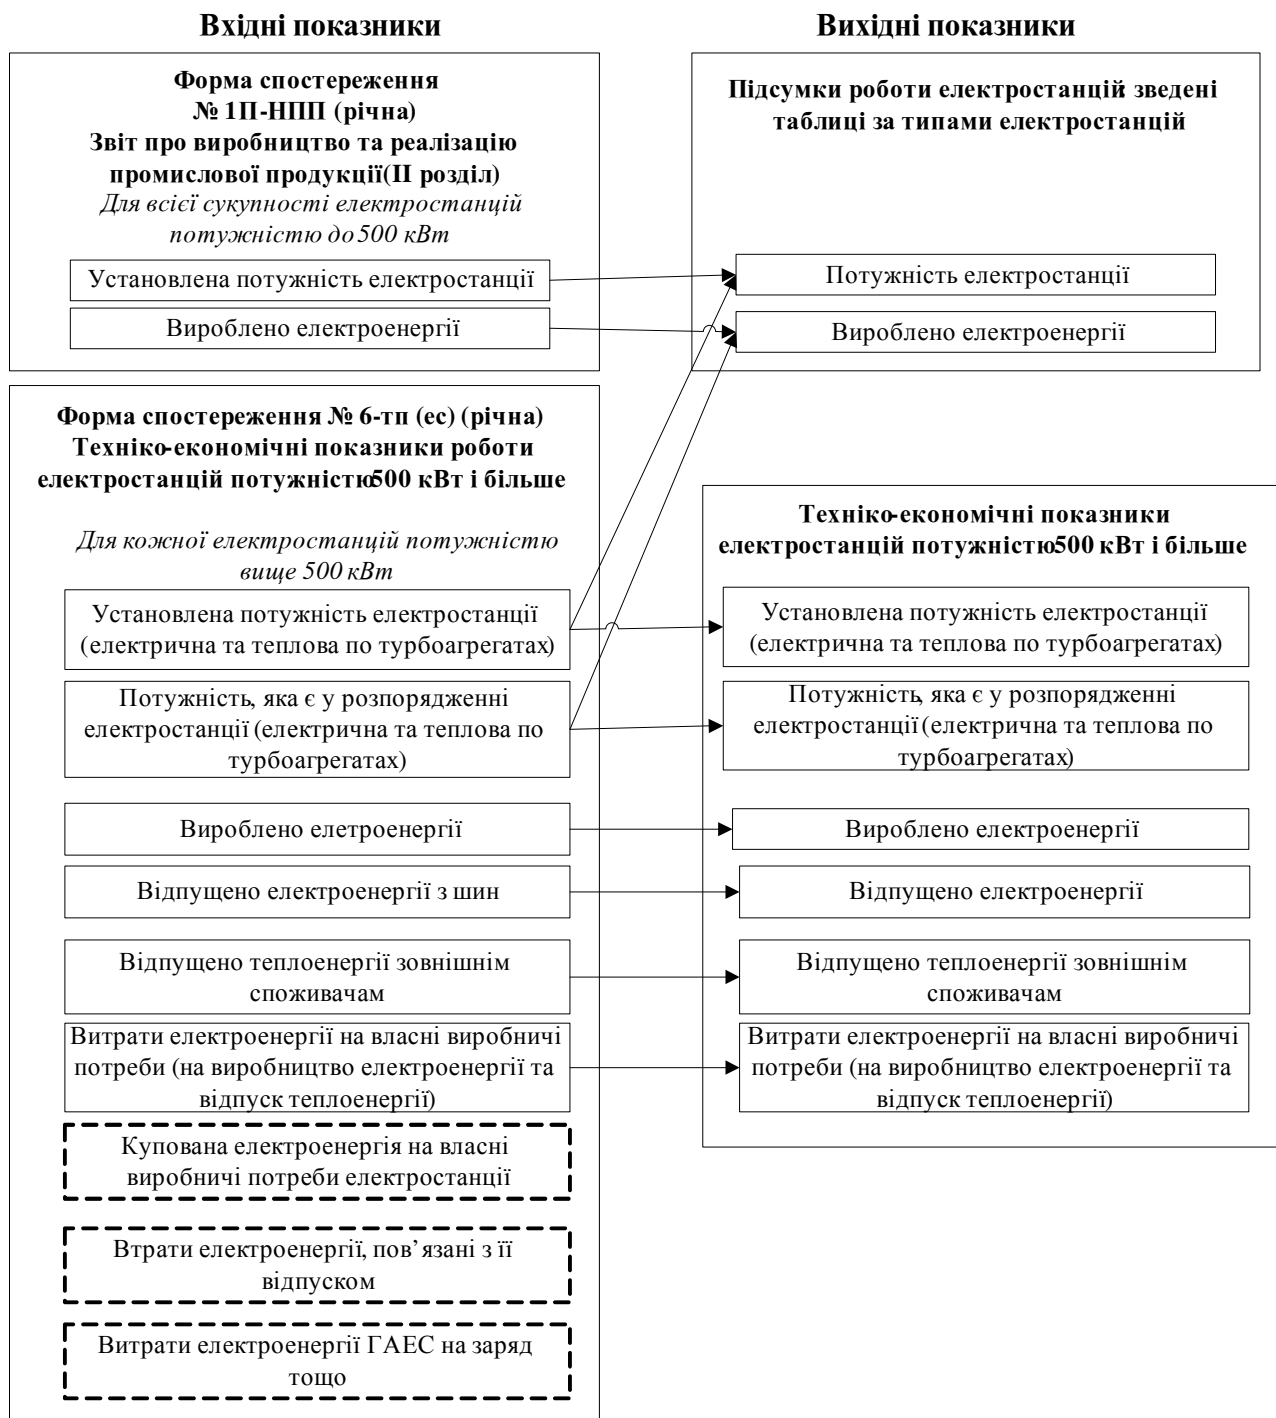 Вхідні показники
Форма спостереження
№ 1П-НПП (річна)
Звіт про виробництво та реалізацію
промислової продукції(ІІ розділ)
Для всієї сукупності електростанцій
потужністю до 500 кВт
Установлена потужність електростанції
Вироблено електроенергії
Форма спостереження № 6-тп (ес) (річна)
Техніко-економічні показники роботи
електростанцій потужністю500 кВт і більше
Для кожної електростанцій потужністю
вище 500 кВт
Установлена потужність електростанції
(електрична та теплова по турбоагрегатах)
Потужність, яка є у розпорядженні
електростанції (електрична та теплова по
турбоагрегатах)
Вироблено елетроенергії
Відпущено електроенергії з шин
Відпущено теплоенергії зовнішнім
споживачам
Витрати електроенергії на власні виробничі
потреби (на виробництво електроенергії та
відпуск теплоенергії)
Купована електроенергія на власні
виробничі потреби електростанції
Втрати електроенергії, пов’язані з її
відпуском
Витрати електроенергії ГАЕС на заряд
тощо
Вихідні показники
Підсумки роботи електростанцій: зведені
таблиці за типами електростанцій
Потужність електростанції
Вироблено електроенергії
Техніко-економічні показники
електростанцій потужністю500 кВт і більше
Установлена потужність електростанції
(електрична та теплова по турбоагрегатах)
Потужність, яка є у розпорядженні
електростанції (електрична та теплова по
турбоагрегатах)
Вироблено електроенергії
Відпущено електроенергії
Відпущено теплоенергії зовнішнім
споживачам
Витрати електроенергії на власні виробничі
потреби (на виробництво електроенергії та
відпуск теплоенергії)